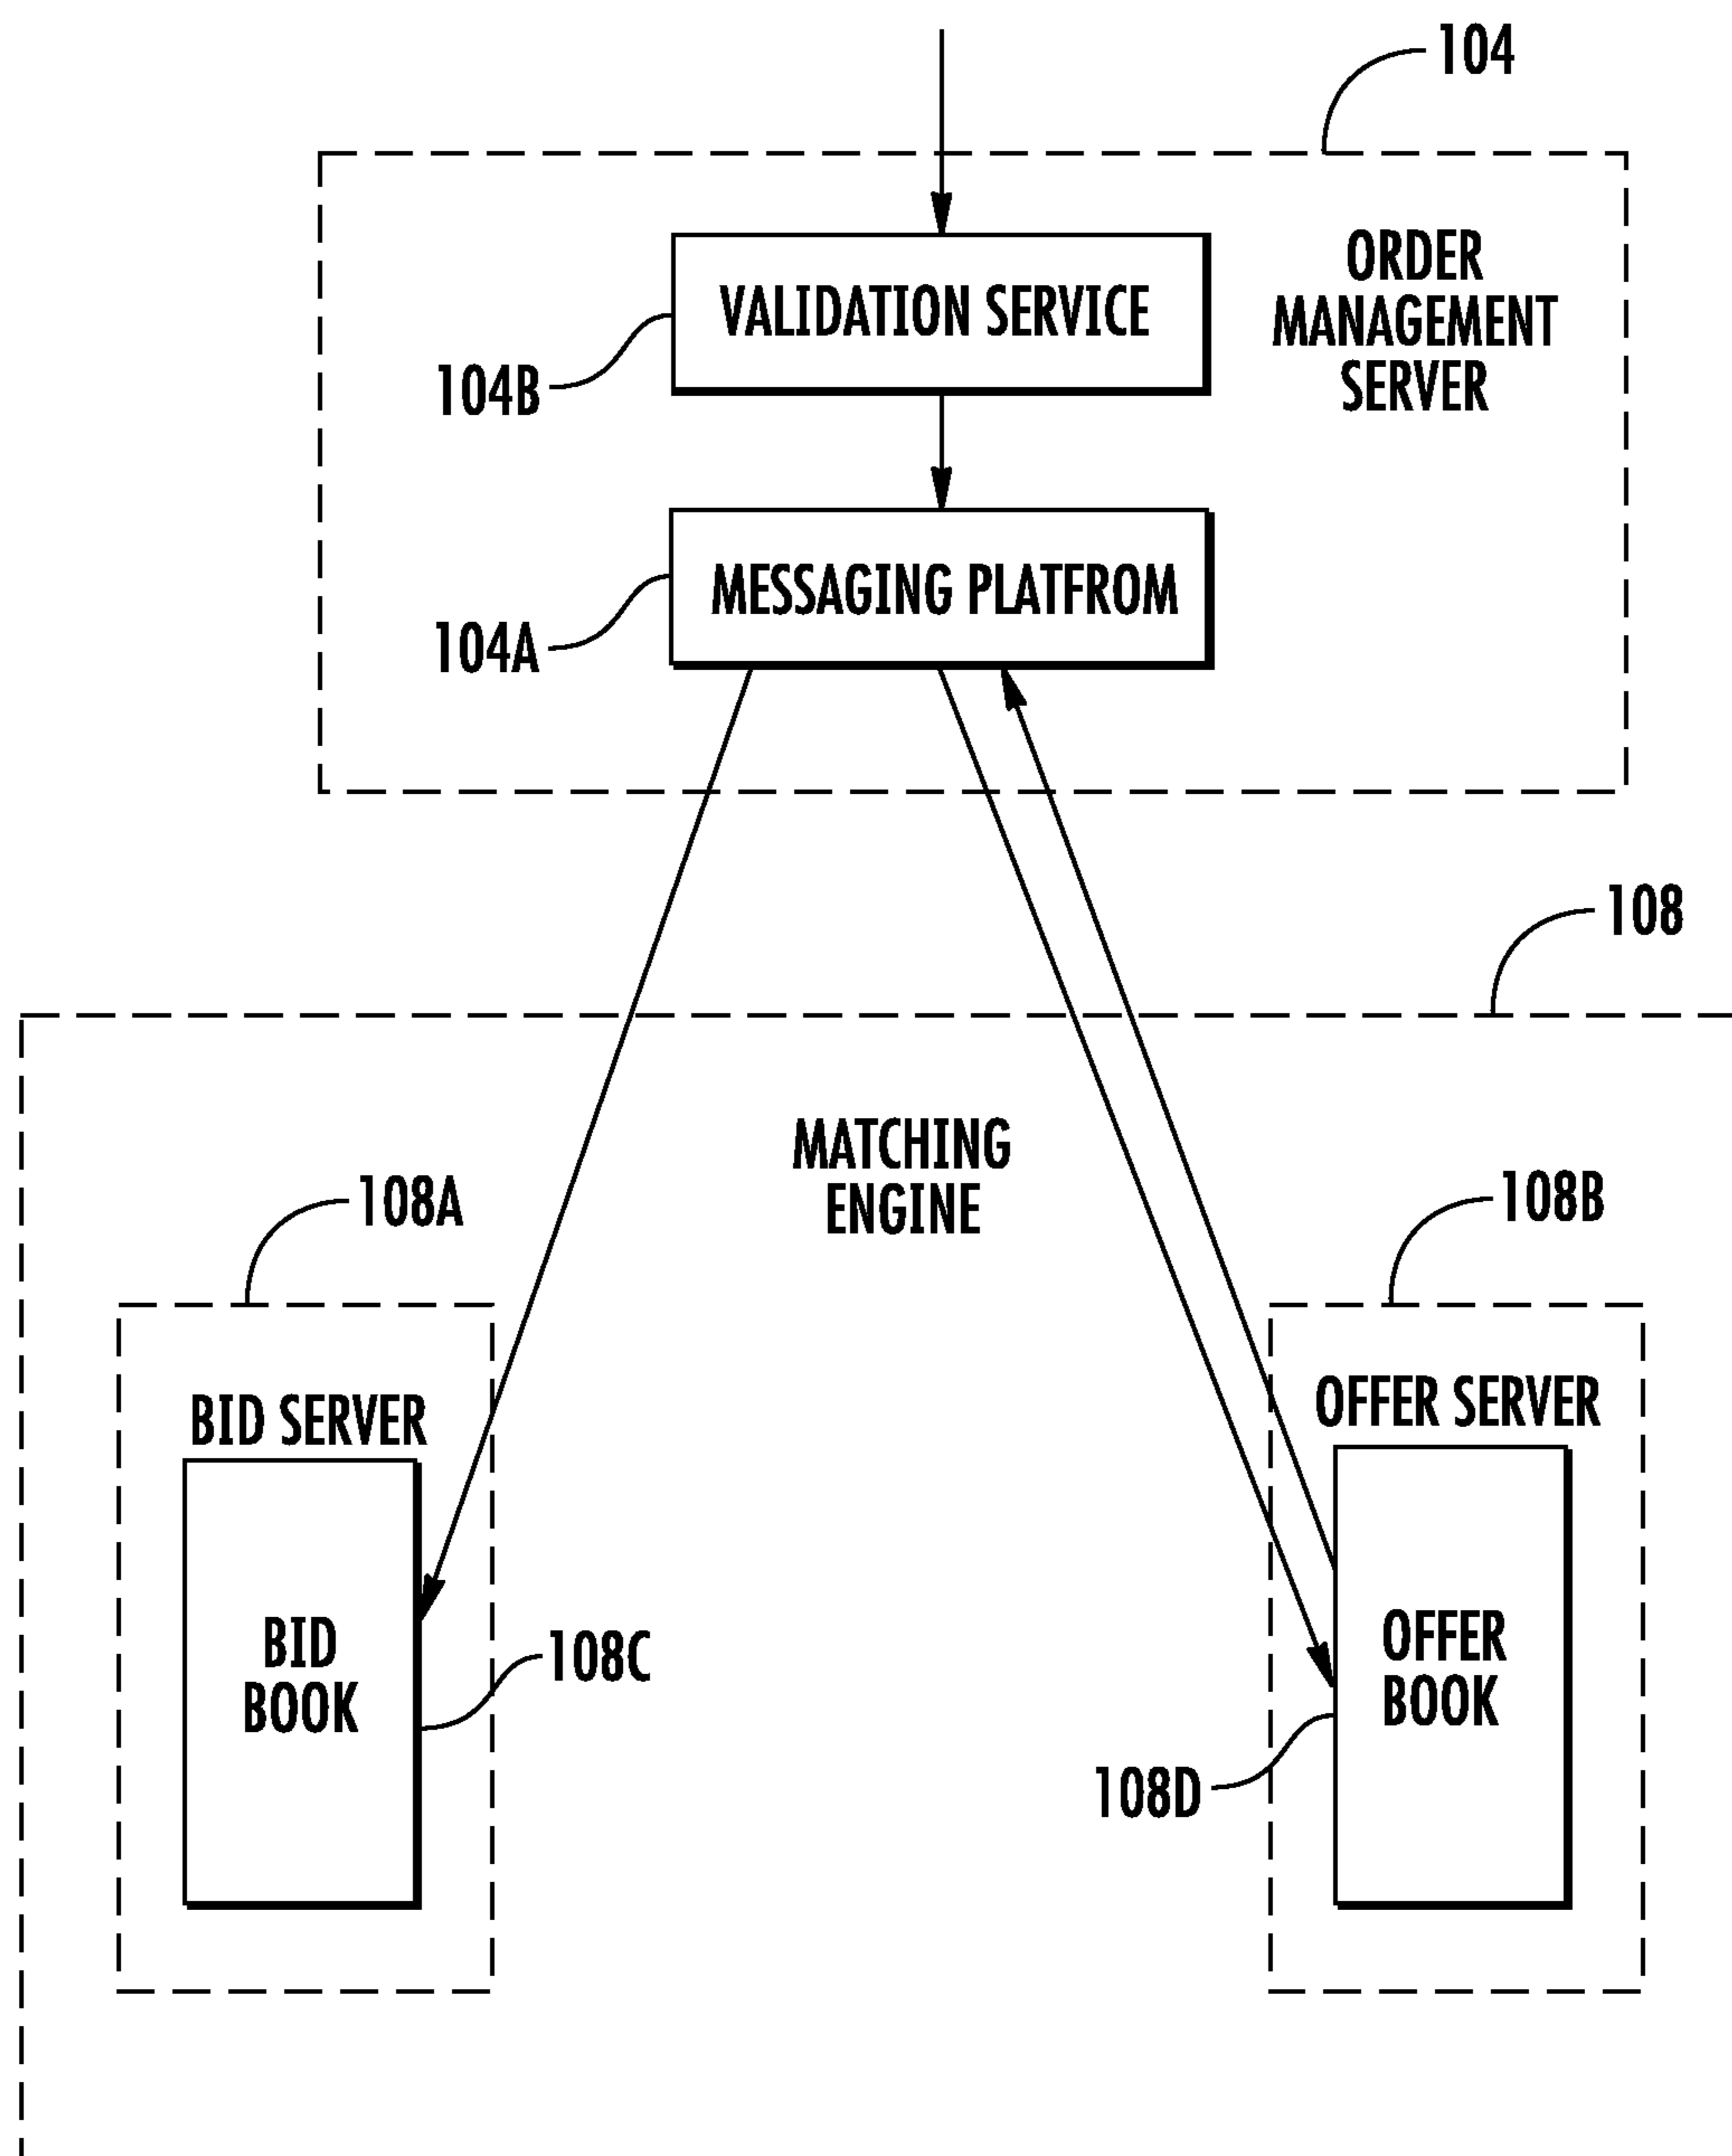 104
ORDER
MANAGEMENT
SERVER
VALIDATION SERVICE
104B
MESSAGING PLATFROM
104A
108
MATCHING
ENGINE
108A
108B
BID SERVER
OFFER SERVER
BID
BOOK
108C
OFFER
BOOK
108D